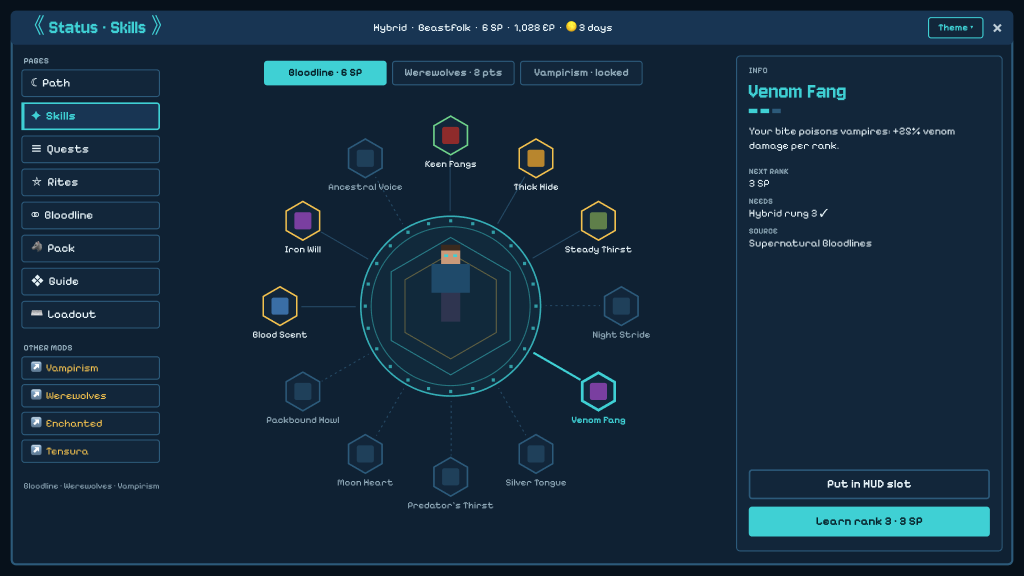 Status · Skills
Hybrid · Beastfolk · 6 SP · 1,028 EP · 3 days
Theme
PAGES
Path
Skills
Quests
Rites
Bloodline
Pack
Guide
Loadout
OTHER MODS
Vampirism
Werewolves
Enchanted
Tensura
Bloodline · Werewolves · Vampirism
Bloodline · 6 SP
Werewolves · 2 pts
Vampirism · locked
Keen Fangs
Ancestral Voice
Thick Hide
Iron Will
Steady Thirst
Blood Scent
Night Stride
Packbound Howl
Venom Fang
Moon Heart
Silver Tongue
Predator's Thirst
INFO
Venom Fang
Your bite poisons vampires: +25% venom
damage per rank.
NEXT RANK
3 SP
NEEDS
Hybrid rung 3 ✓
SOURCE
Supernatural Bloodlines
Put in HUD slot
Learn rank 3 · 3 SP